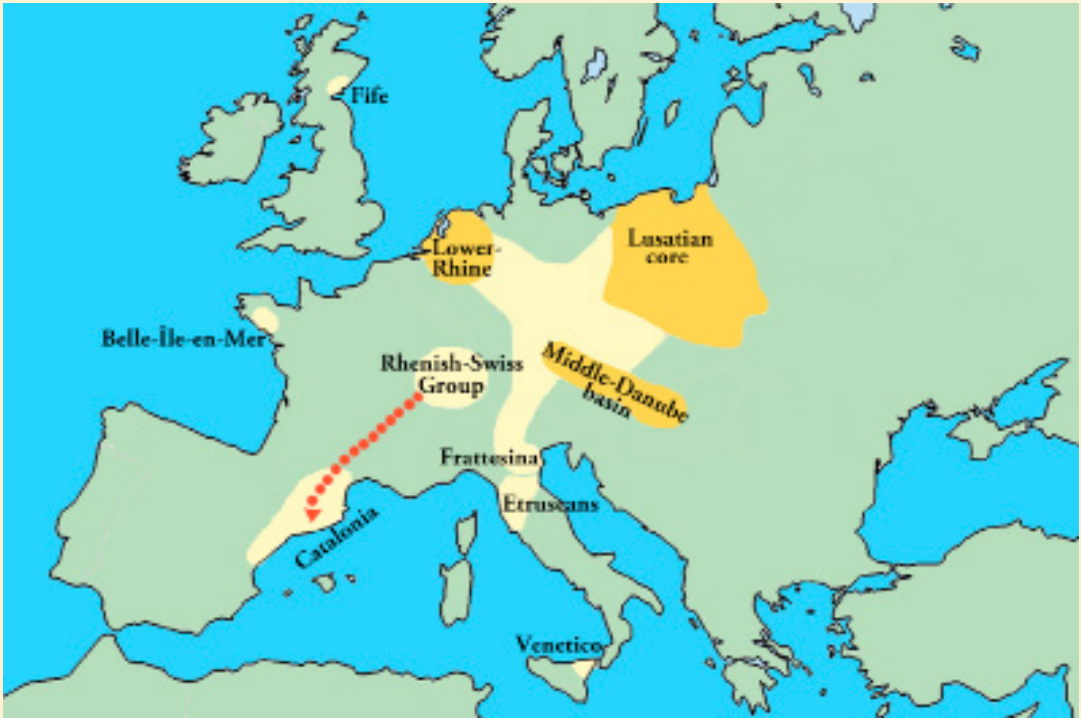 Fife
Lower-
Rhine
Lusatian
core
Belle-Île-en-Mer
Rhenish-Swiss
Group
Middle-Danube
basin
Frattesina
Etruscans
Catalonia
Venetico